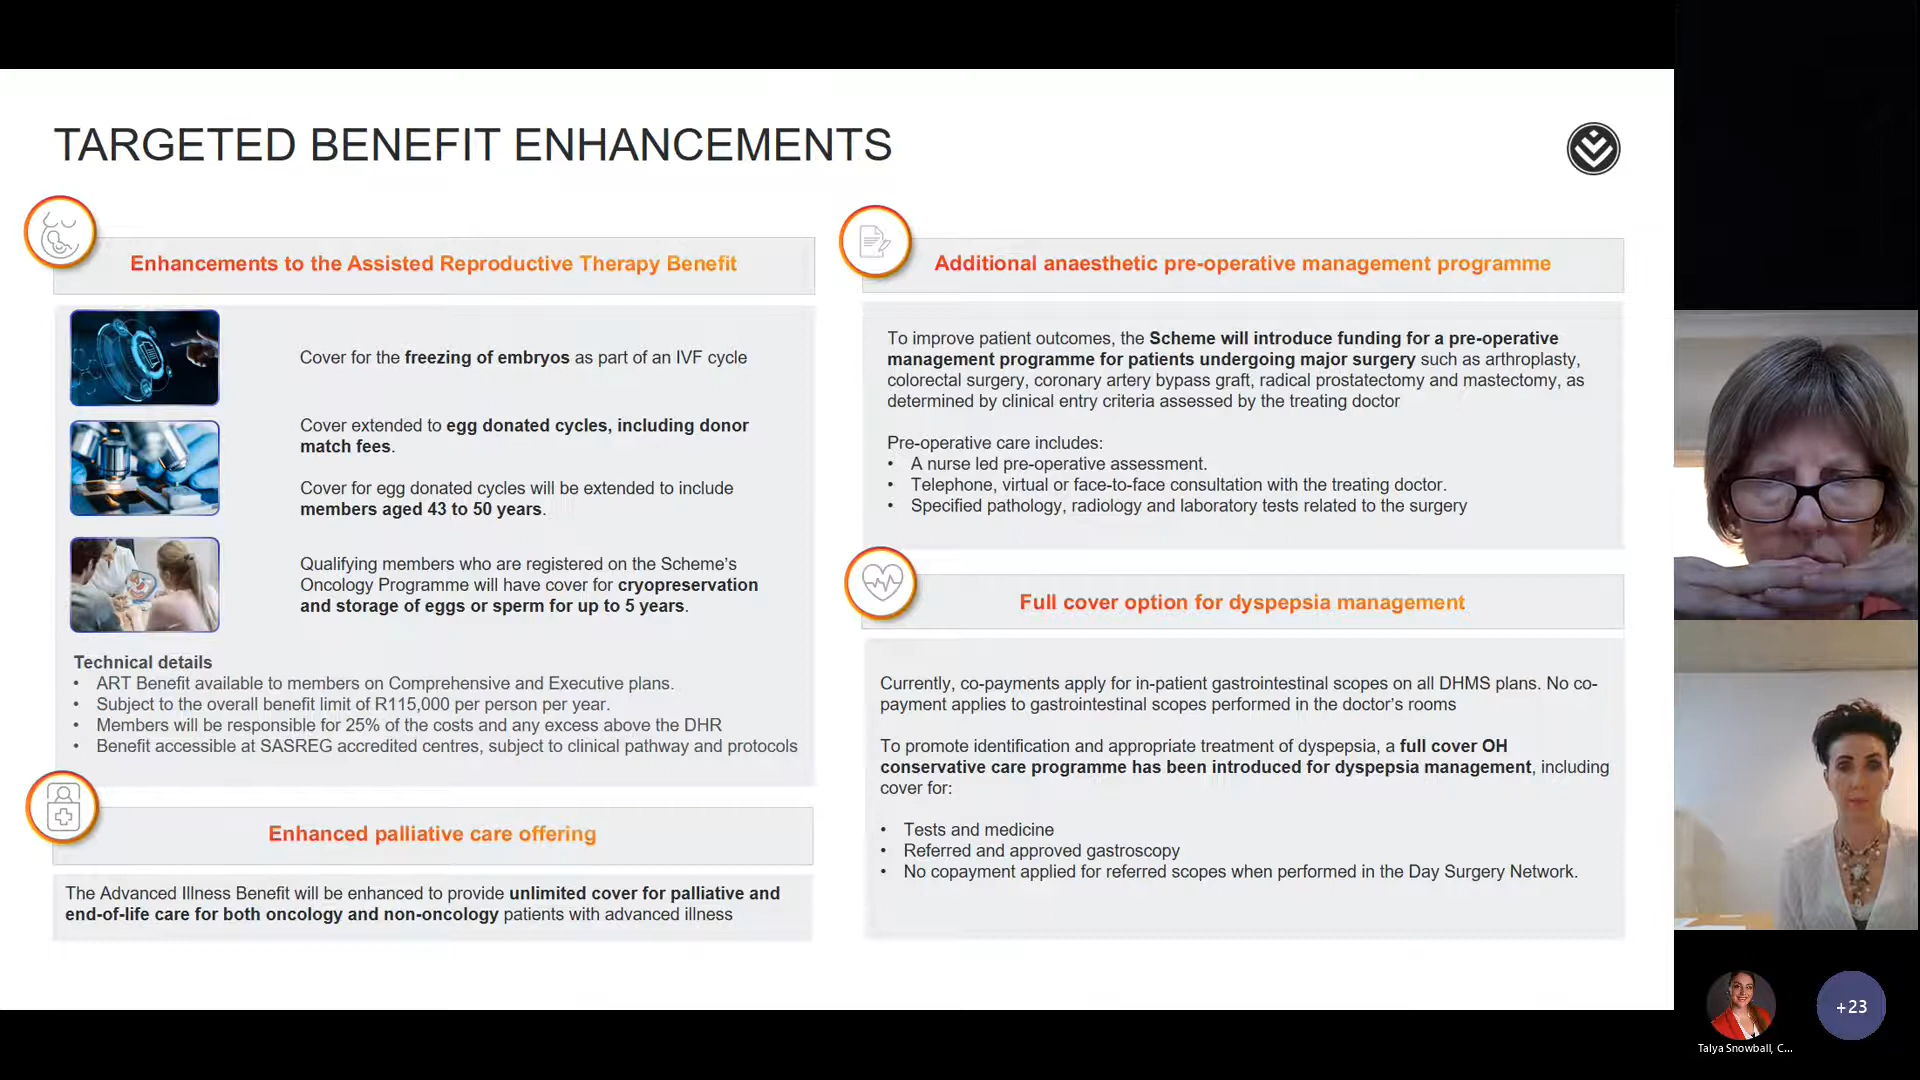 TARGETED BENEFIT ENHANCEMENTS
Enhancements to the Assisted Reproductive Therapy Benefit
Cover for the freezing of embryos as part of an IVF cycle
Cover extended to egg donated cycles, including donor
match fees.
Cover for egg donated cycles will be extended to include
members aged 43 to 50 years.
Qualifying members who are registered on the Scheme's
Oncology Programme will have cover for cryopreservation
and storage of eggs or sperm for up to 5 years.
Technical details
• ART Benefit available to members on Comprehensive and Executive plans.
• Subject to the overall benefit limit of R115,000 per person per year.
• Members will be responsible for 25% of the costs and any excess above the DHR
• Benefit accessible at SASREG accredited centres, subject to clinical pathway and protocols
Enhanced palliative care offering
The Advanced Illness Benefit will be enhanced to provide unlimited cover for palliative and
end-of-life care for both oncology and non-oncology patients with advanced illness
Additional anaesthetic pre-operative management programme
To improve patient outcomes, the Scheme will introduce funding for a pre-operative
management programme for patients undergoing major surgery such as arthroplasty,
colorectal surgery, coronary artery bypass graft, radical prostatectomy and mastectomy, as
determined by clinical entry criteria assessed by the treating doctor
Pre-operative care includes:
• A nurse led pre-operative assessment.
• Telephone, virtual or face-to-face consultation with the treating doctor.
• Specified pathology, radiology and laboratory tests related to the surgery
Full cover option for dyspepsia management
Currently, co-payments apply for in-patient gastrointestinal scopes on all DHMS plans. No co-
payment applies to gastrointestinal scopes performed in the doctor's rooms
To promote identification and appropriate treatment of dyspepsia, a full cover OH
conservative care programme has been introduced for dyspepsia management, including
cover for:
• Tests and medicine
• Referred and approved gastroscopy
• No copayment applied for referred scopes when performed in the Day Surgery Network.
+23
Talya Snowball, C...